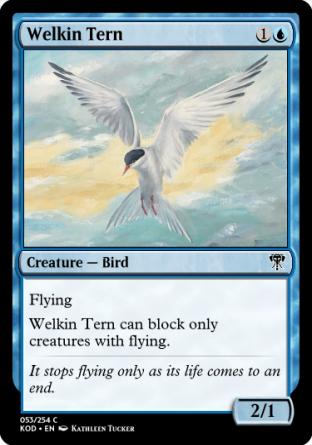 Welkin Tern 1
Creature — Bird
Flying
Welkin Tern can block only
creatures with flying.
It stops flying only as its life comes to an
end.
2/1
053/254 C
KOD • EN Kathleen Tucker